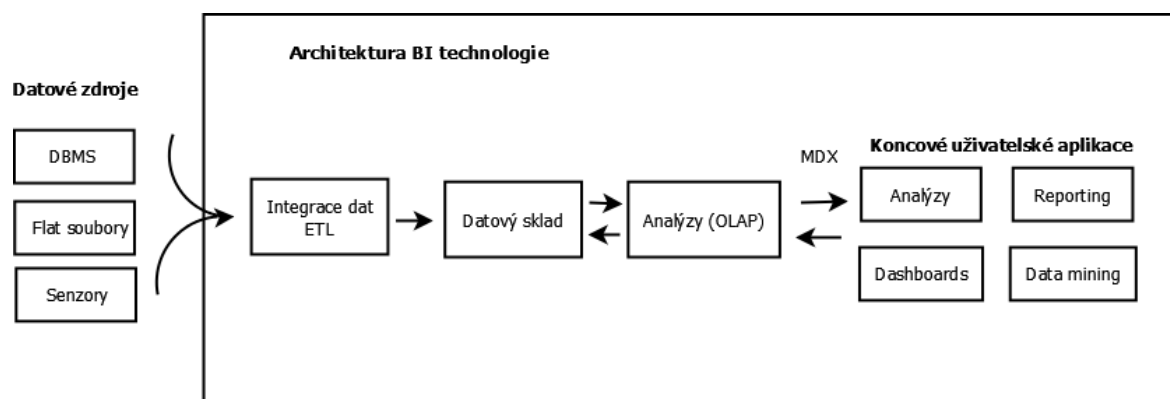 Architektura BI technologie
Datové zdroje
DBMS
Flat soubory
Senzory
Integrace dat
ETL
Datový sklad
Analýzy (OLAP)
MDX
Koncové uživatelské aplikace
Analýzy
Reporting
Dashboards
Data mining